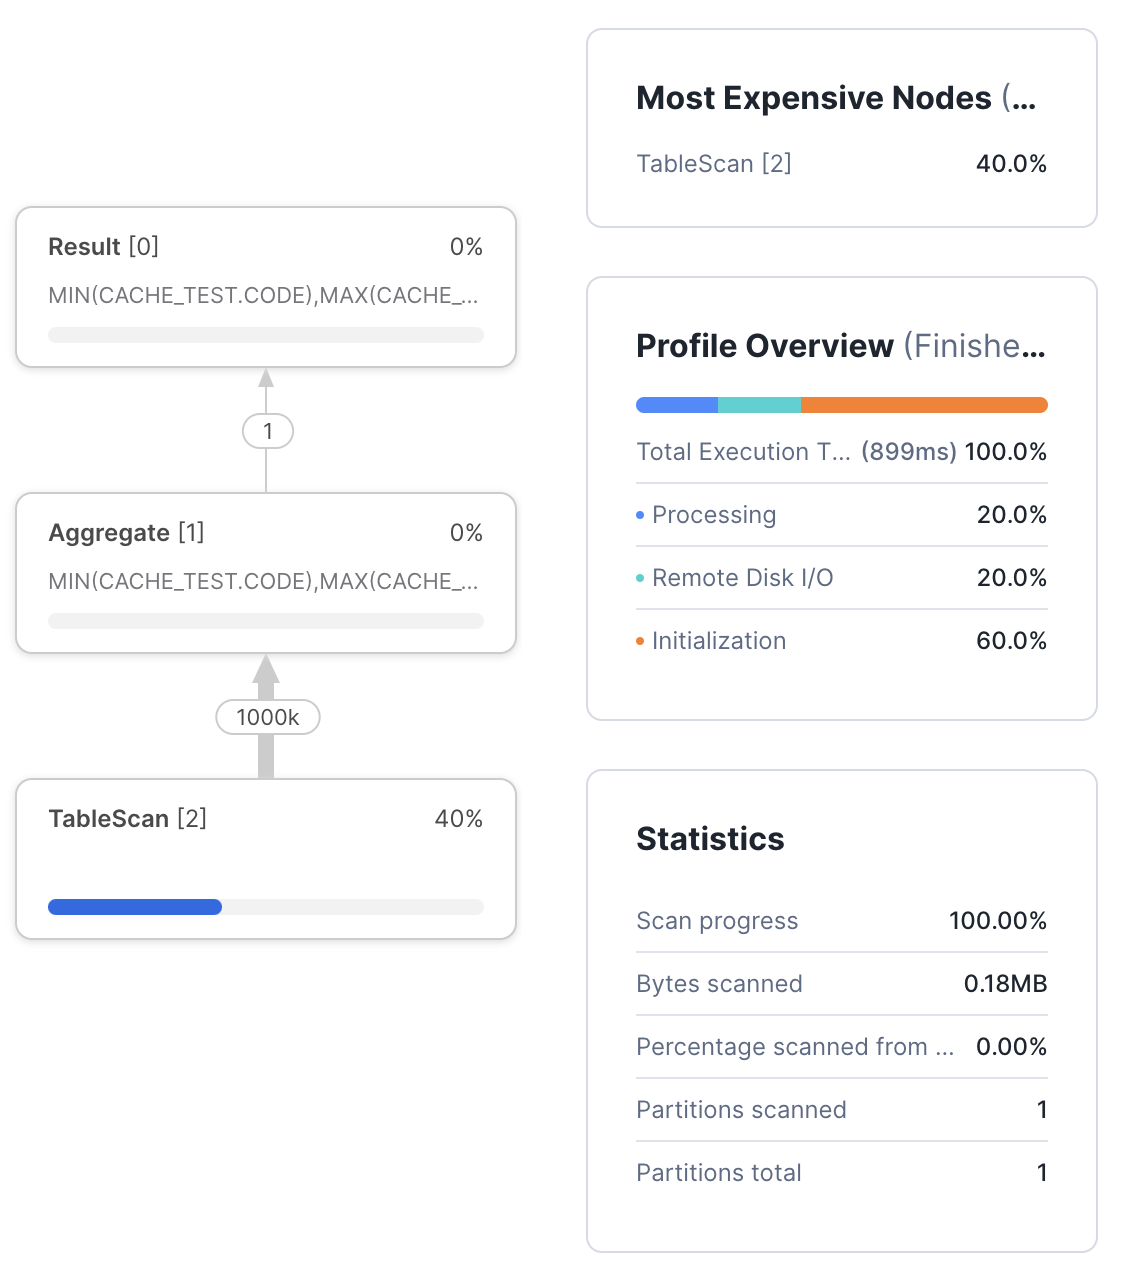 Result [0] 0%
MIN(CACHE_TEST.CODE),MAX(CACHE_...
1
Aggregate [1] 0%
MIN(CACHE_TEST.CODE),MAX(CACHE_...
1000k
TableScan [2] 40%
Most Expensive Nodes (...
TableScan [2] 40.0%
Profile Overview (Finishe...
Total Execution T... (899ms) 100.0%
Processing 20.0%
Remote Disk I/O 20.0%
Initialization 60.0%
Statistics
Scan progress 100.00%
Bytes scanned 0.18MB
Percentage scanned from ... 0.00%
Partitions scanned 1
Partitions total 1